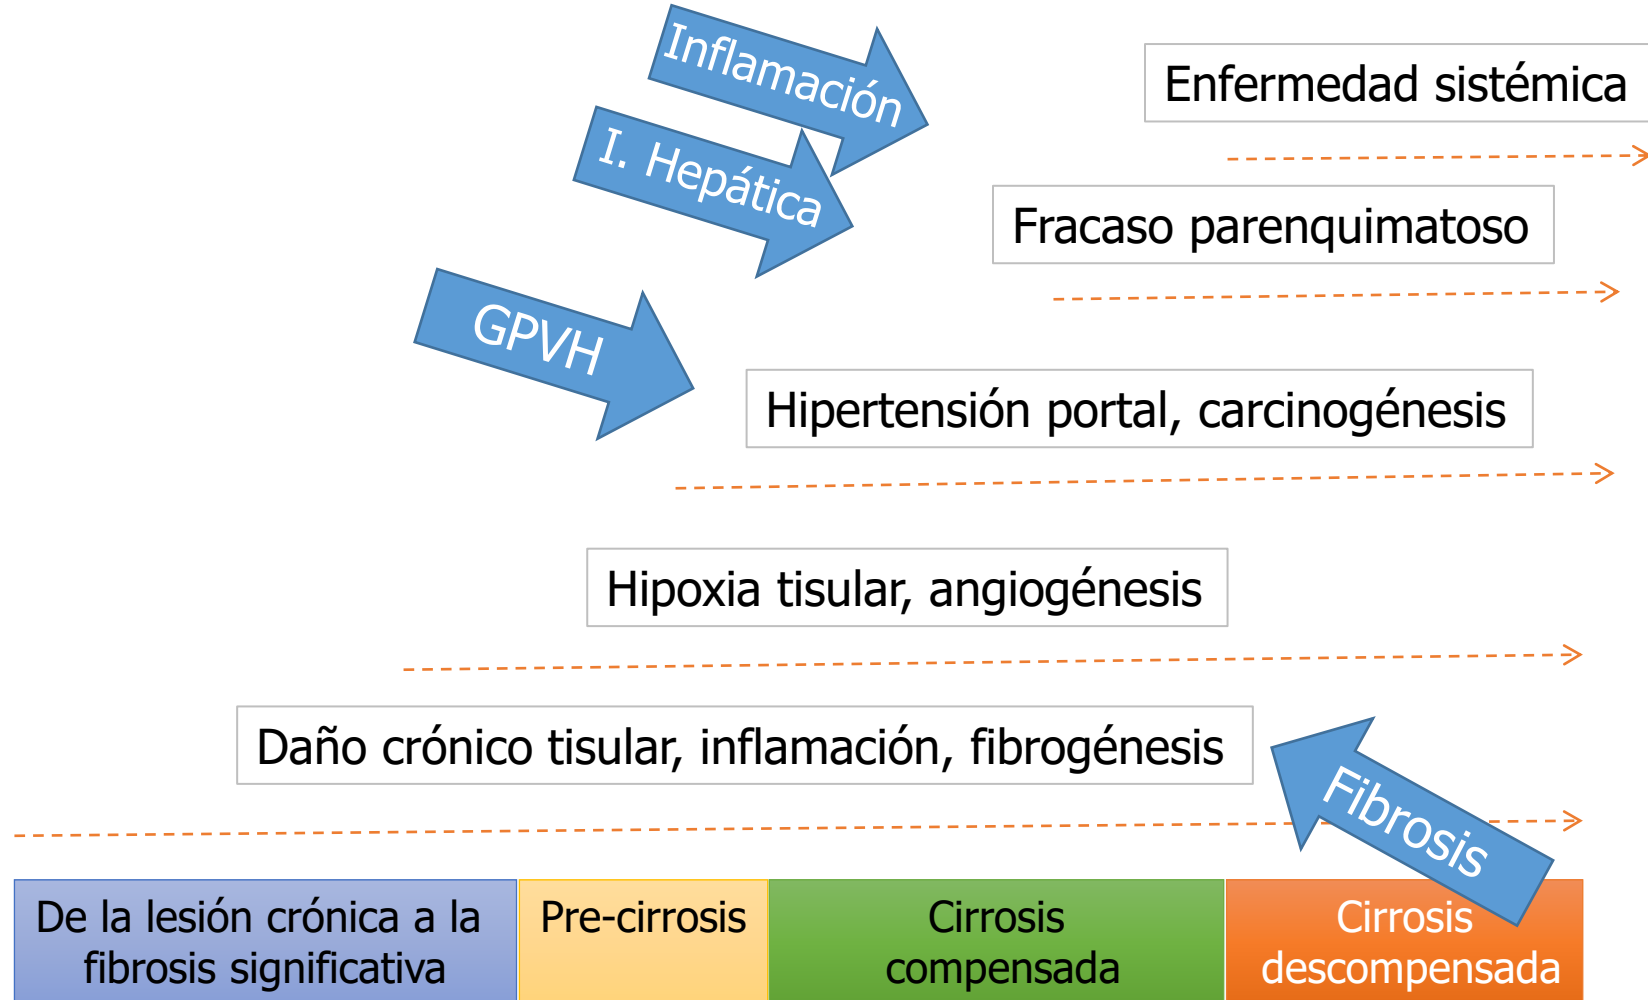 Inflamación
Enfermedad sistémica
I. Hepática
Fracaso parenquimatoso
GPVH
Hipertensión portal, carcinogénesis
Hipoxia tisular, angiogénesis
Daño crónico tisular, inflamación, fibrogénesis
Fibrosis
De la lesión crónica a la
fibrosis significativa
Pre-cirrosis
Cirrosis
compensada
Cirrosis
descompensada